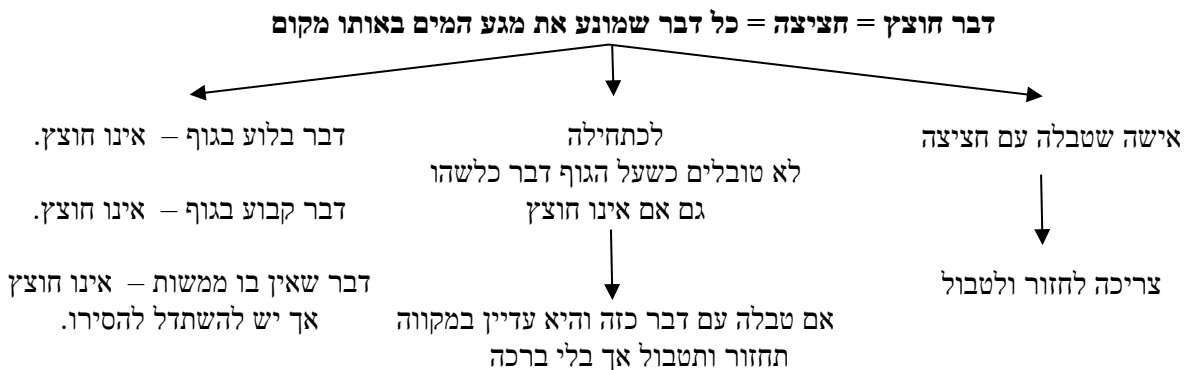 דבר חוצץ = חציצה = כל דבר שמונע את מגע המים באותו מקום
אישה שטבלה עם חציצה
צריכה לחזור ולטבול
לכתחילה
לא טובלים כשעל הגוף דבר כלשהו
גם אם אינו חוצץ
אם טבלה עם דבר כזה והיא עדיין במקווה
תחזור ותטבול אך בלי ברכה
דבר בלוע בגוף – אינו חוצץ.
דבר קבוע בגוף – אינו חוצץ.
דבר שאין בו ממשות – אינו חוצץ
אך יש להשתדל להסירו.